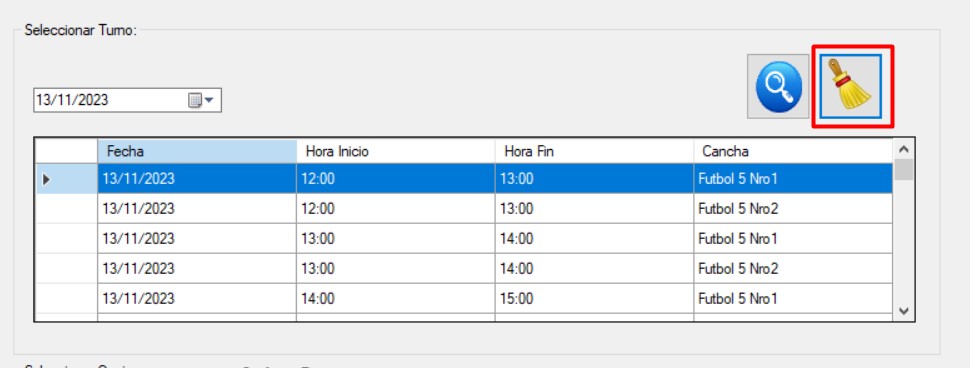 Seleccionar Turno:
13/11/2023
Fecha Hora Inicio Hora Fin Cancha
13/11/2023 12:00 13:00 Futbol 5 Nro1
13/11/2023 12:00 13:00 Futbol 5 Nro2
13/11/2023 13:00 14:00 Futbol 5 Nro1
13/11/2023 13:00 14:00 Futbol 5 Nro2
13/11/2023 14:00 15:00 Futbol 5 Nro1